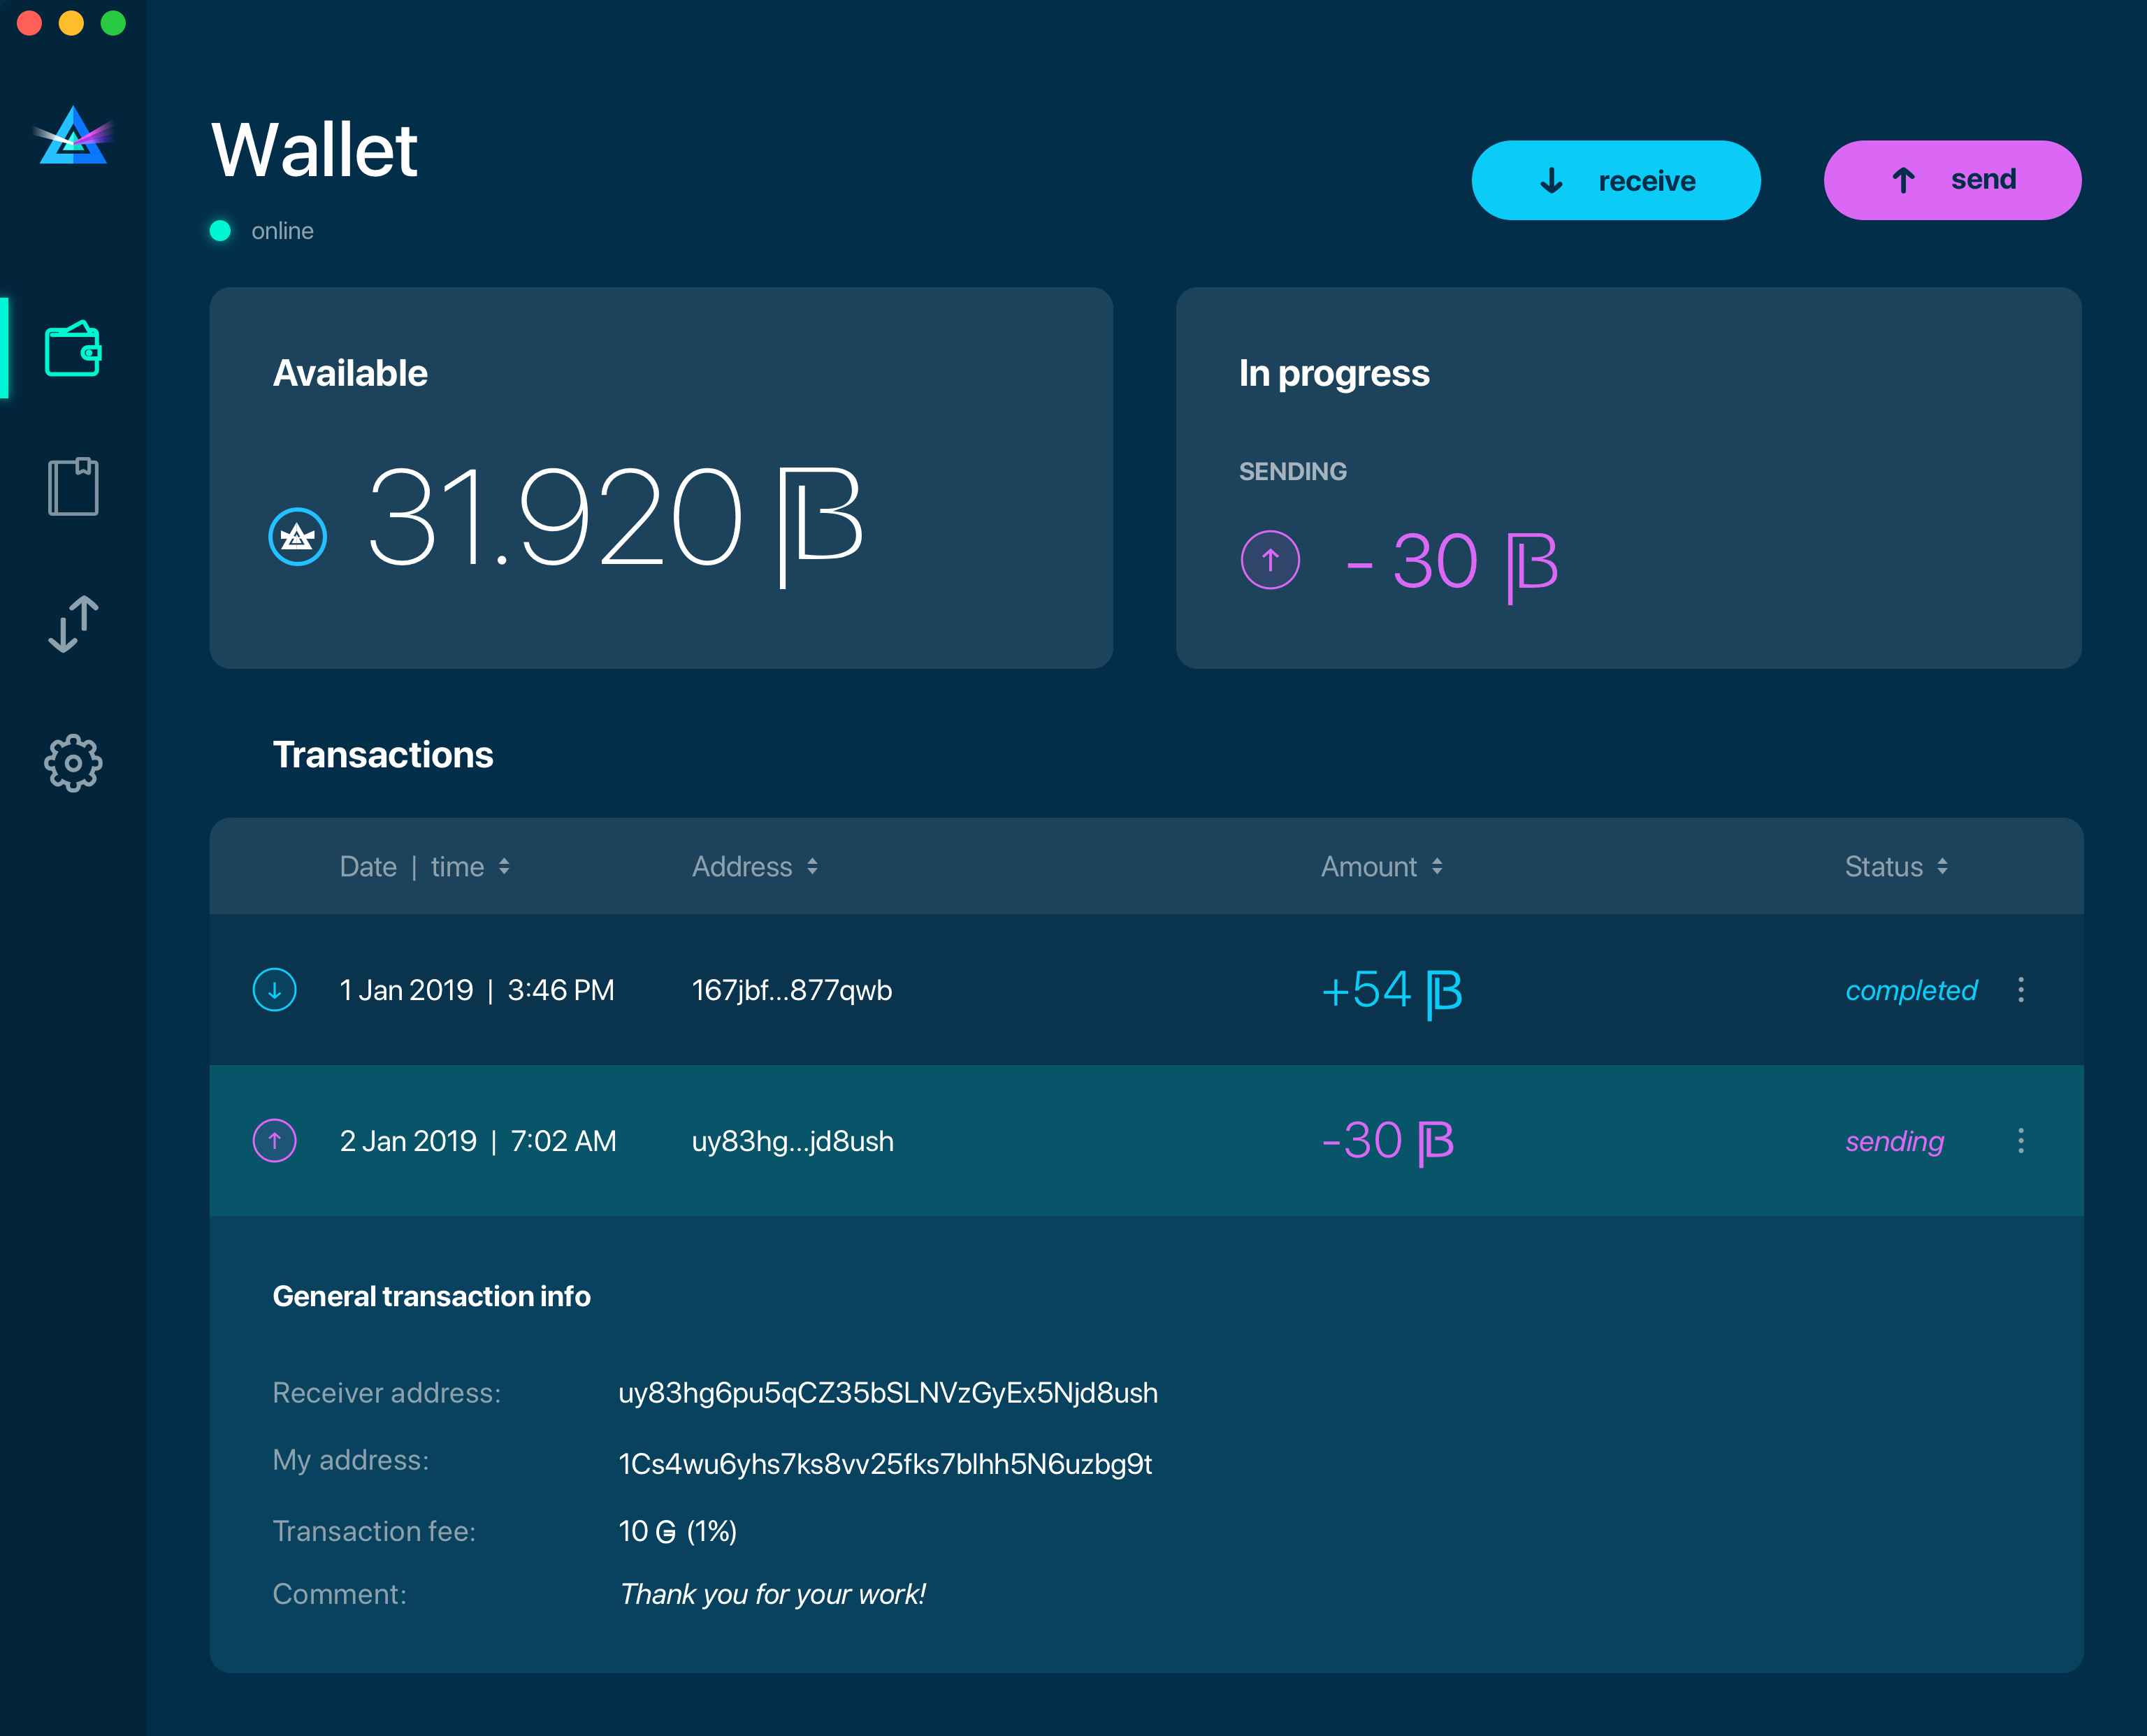 Wallet
receive
send
online
Available
31.920
In progress
SENDING
- 30
Transactions
Date | time
Address
Amount
Status
1 Jan 2019 | 3:46 PM
167jbf...877qwb
+54
completed
2 Jan 2019 | 7:02 AM
uy83hg...jd8ush
-30
sending
General transaction info
Receiver address:
uy83hg6pu5qCZ35bSLNVzGyEx5Njd8ush
My address:
1Cs4wu6yhs7ks8vv25fks7blhh5N6uzbg9t
Transaction fee:
10 G (1%)
Comment:
Thank you for your work!